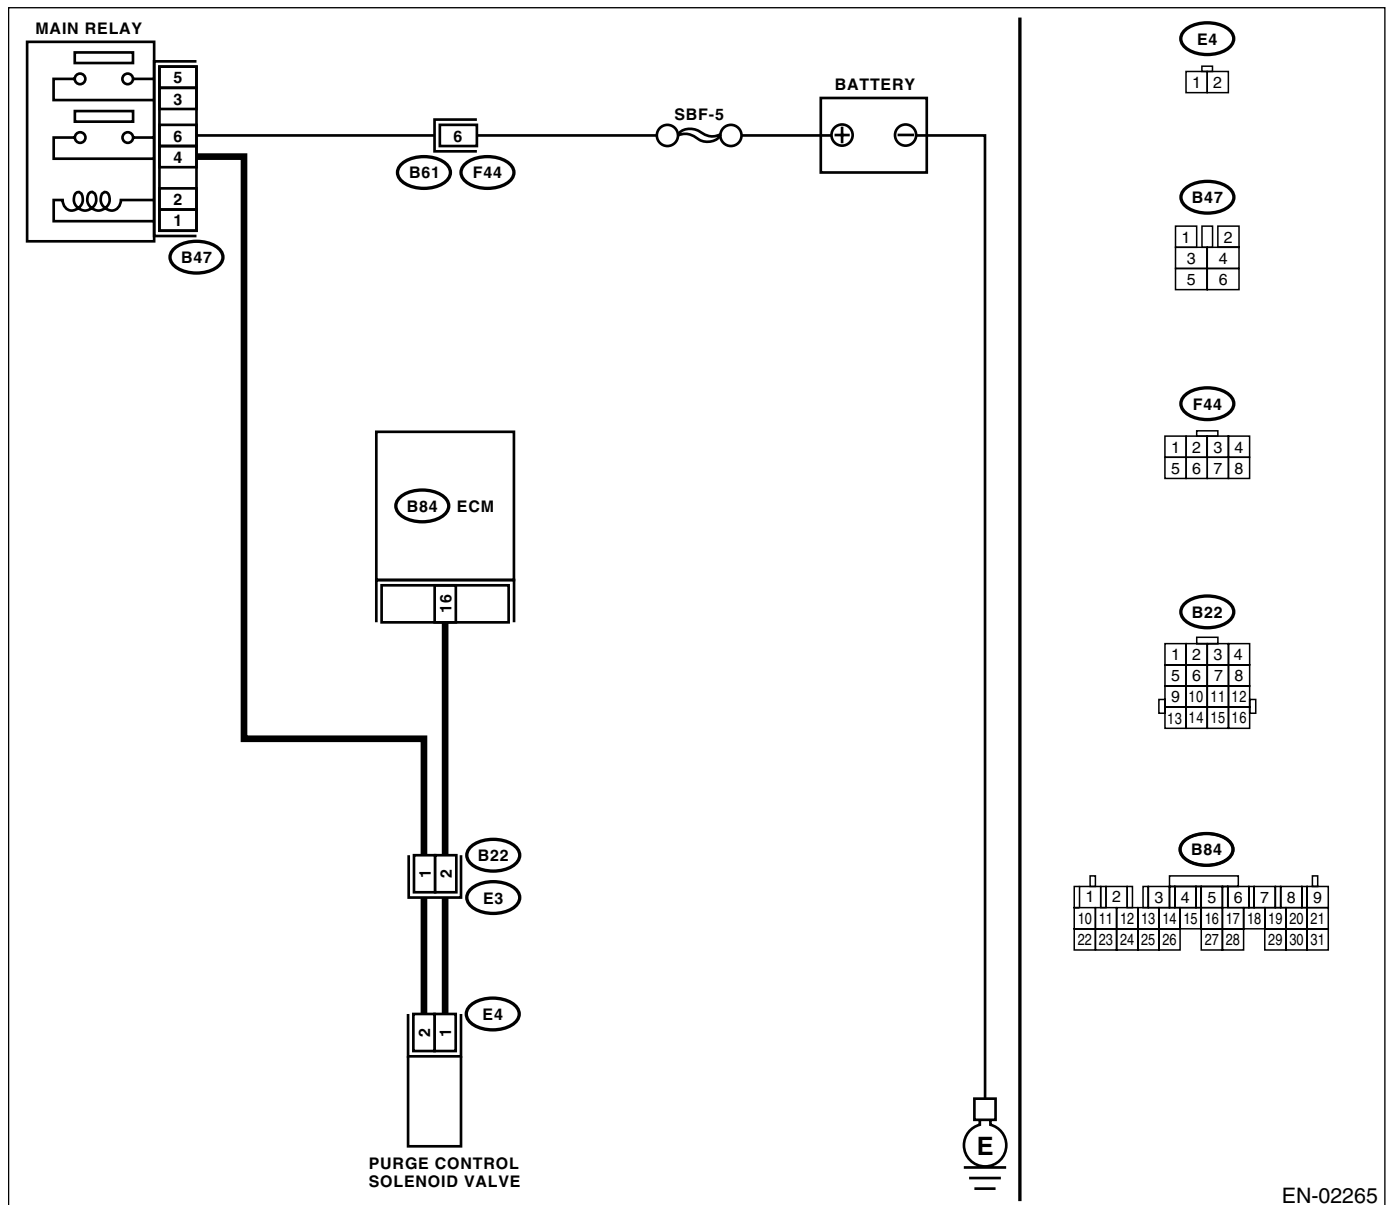 MAIN RELAY
5
3
6
4
2
1
B47
6
B61 F44
SBF-5
BATTERY
+ −
B84 ECM
16
1 2
B22
E3
2 1
E4
PURGE CONTROL
SOLENOID VALVE
E
E4
1 2
B47
1 2
3 4
5 6
F44
1 2 3 4
5 6 7 8
B22
1 2 3 4
5 6 7 8
9 10 11 12
13 14 15 16
B84
1 2 3 4 5 6 7 8 9
10 11 12 13 14 15 16 17 18 19 20 21
22 23 24 25 26 27 28 29 30 31
EN-02265